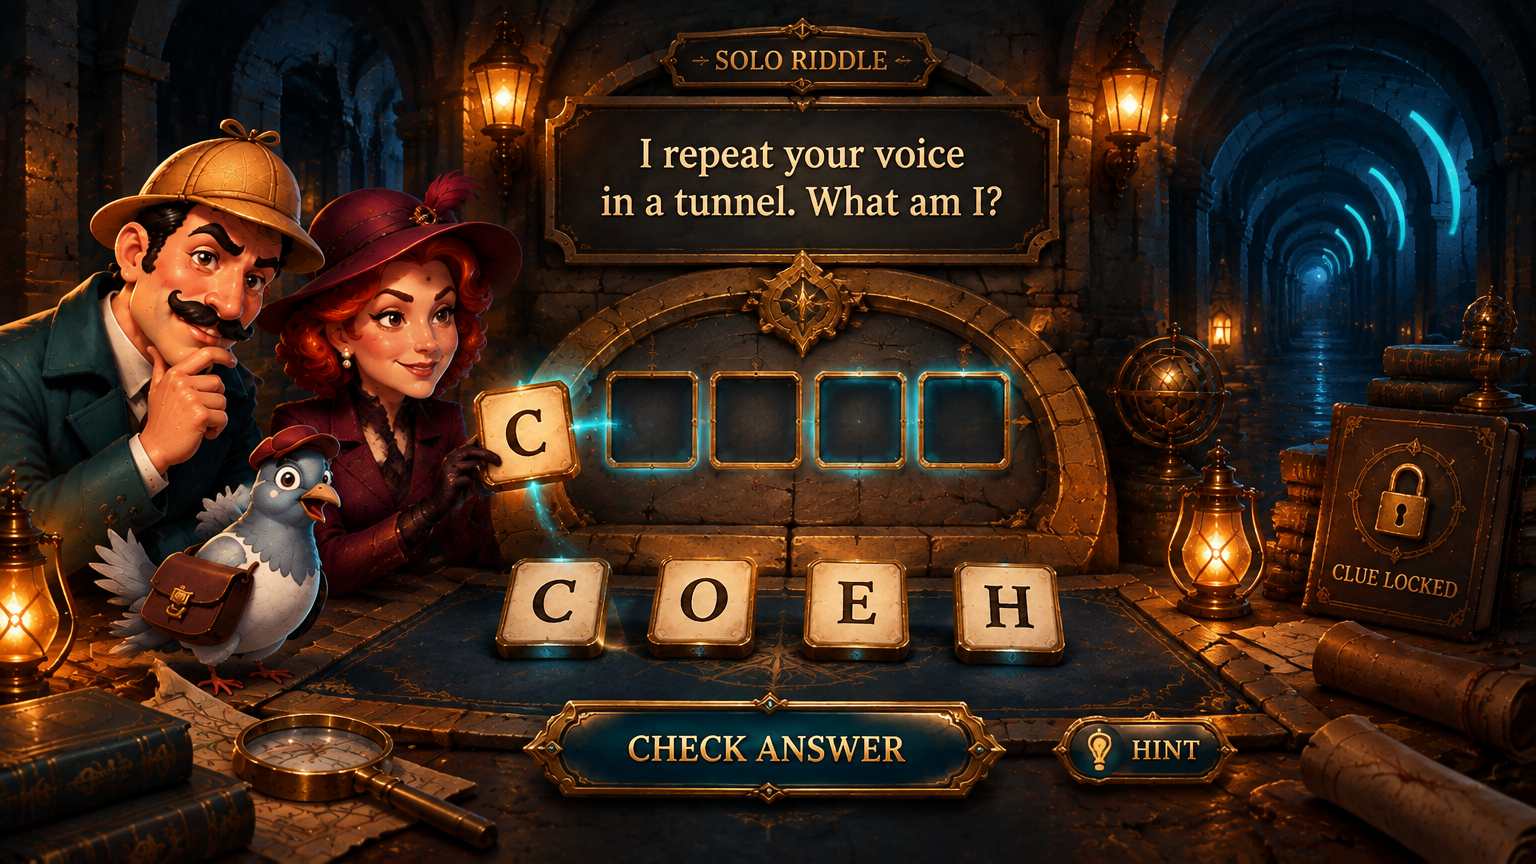 SOLO RIDDLE
I repeat your voice
in a tunnel. What am I?
C
C O E H
CLUE LOCKED
CHECK ANSWER
HINT